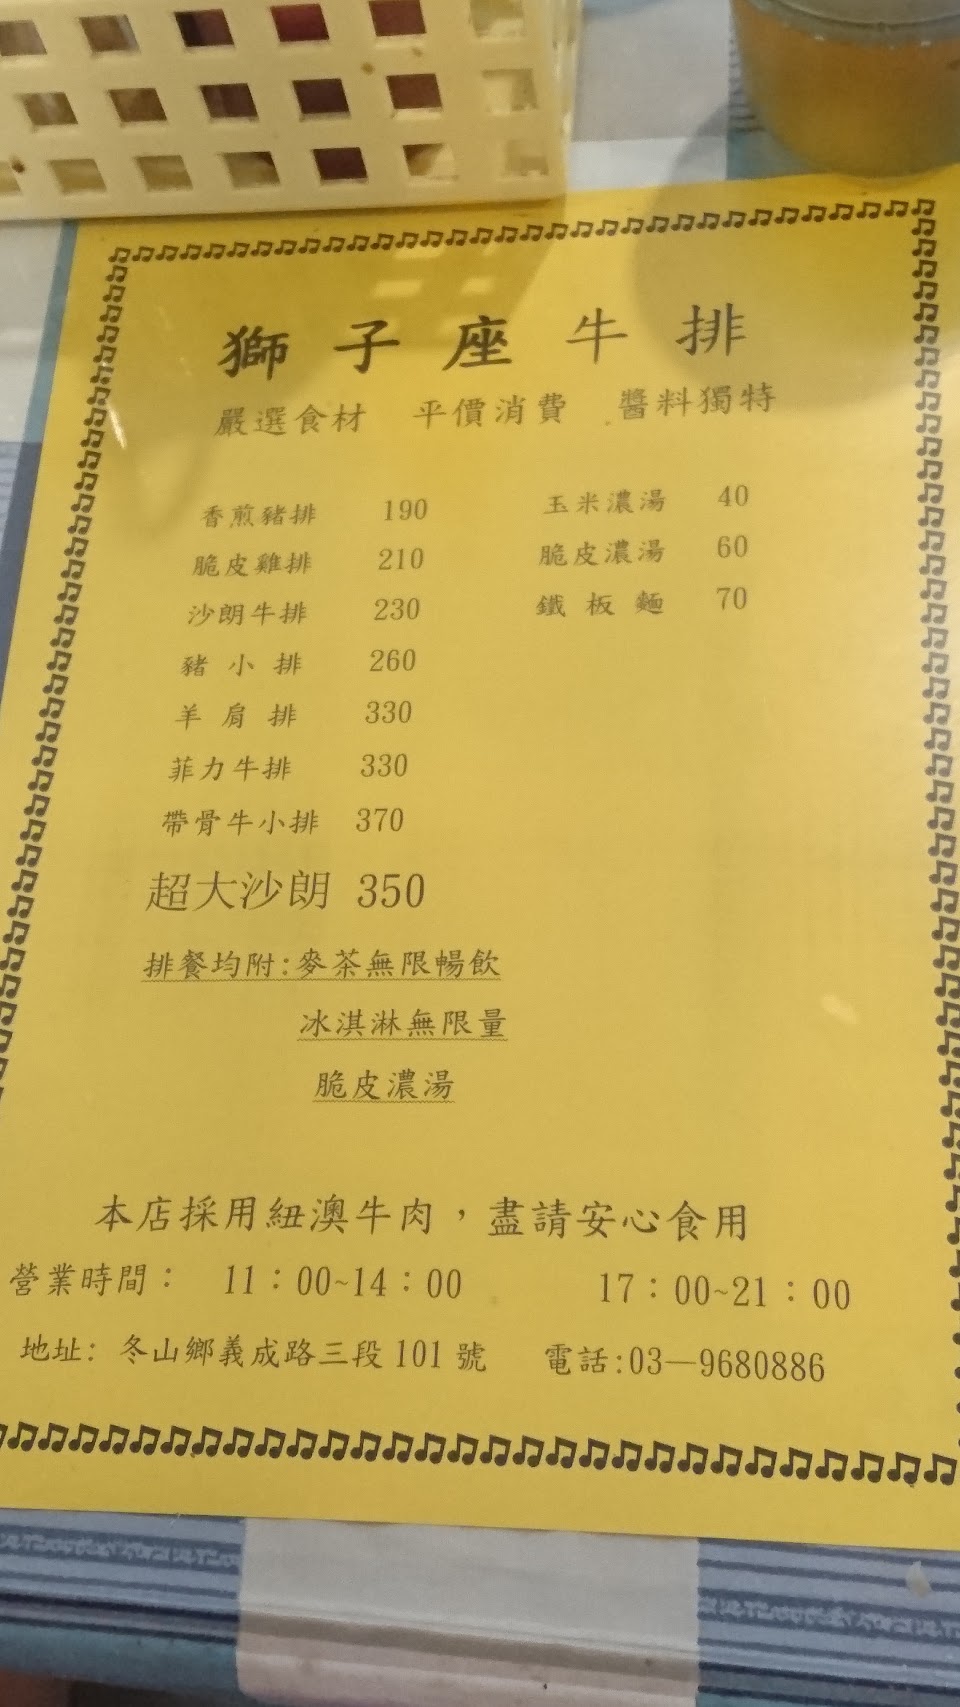 獅子座牛排
嚴選食材 平價消費 醬料獨特
香煎豬排 190 玉米濃湯 40
脆皮雞排 210 脆皮濃湯 60
沙朗牛排 230 鐵板麵 70
豬小排 260
羊肩排 330
菲力牛排 330
帶骨牛小排 370
超大沙朗 350
排餐均附:麥茶無限暢飲
冰淇淋無限量
脆皮濃湯
本店採用紐澳牛肉，盡請安心食用
營業時間： 11：00~14：00 17：00~21：00
地址: 冬山鄉義成路三段101號 電話:03—9680886